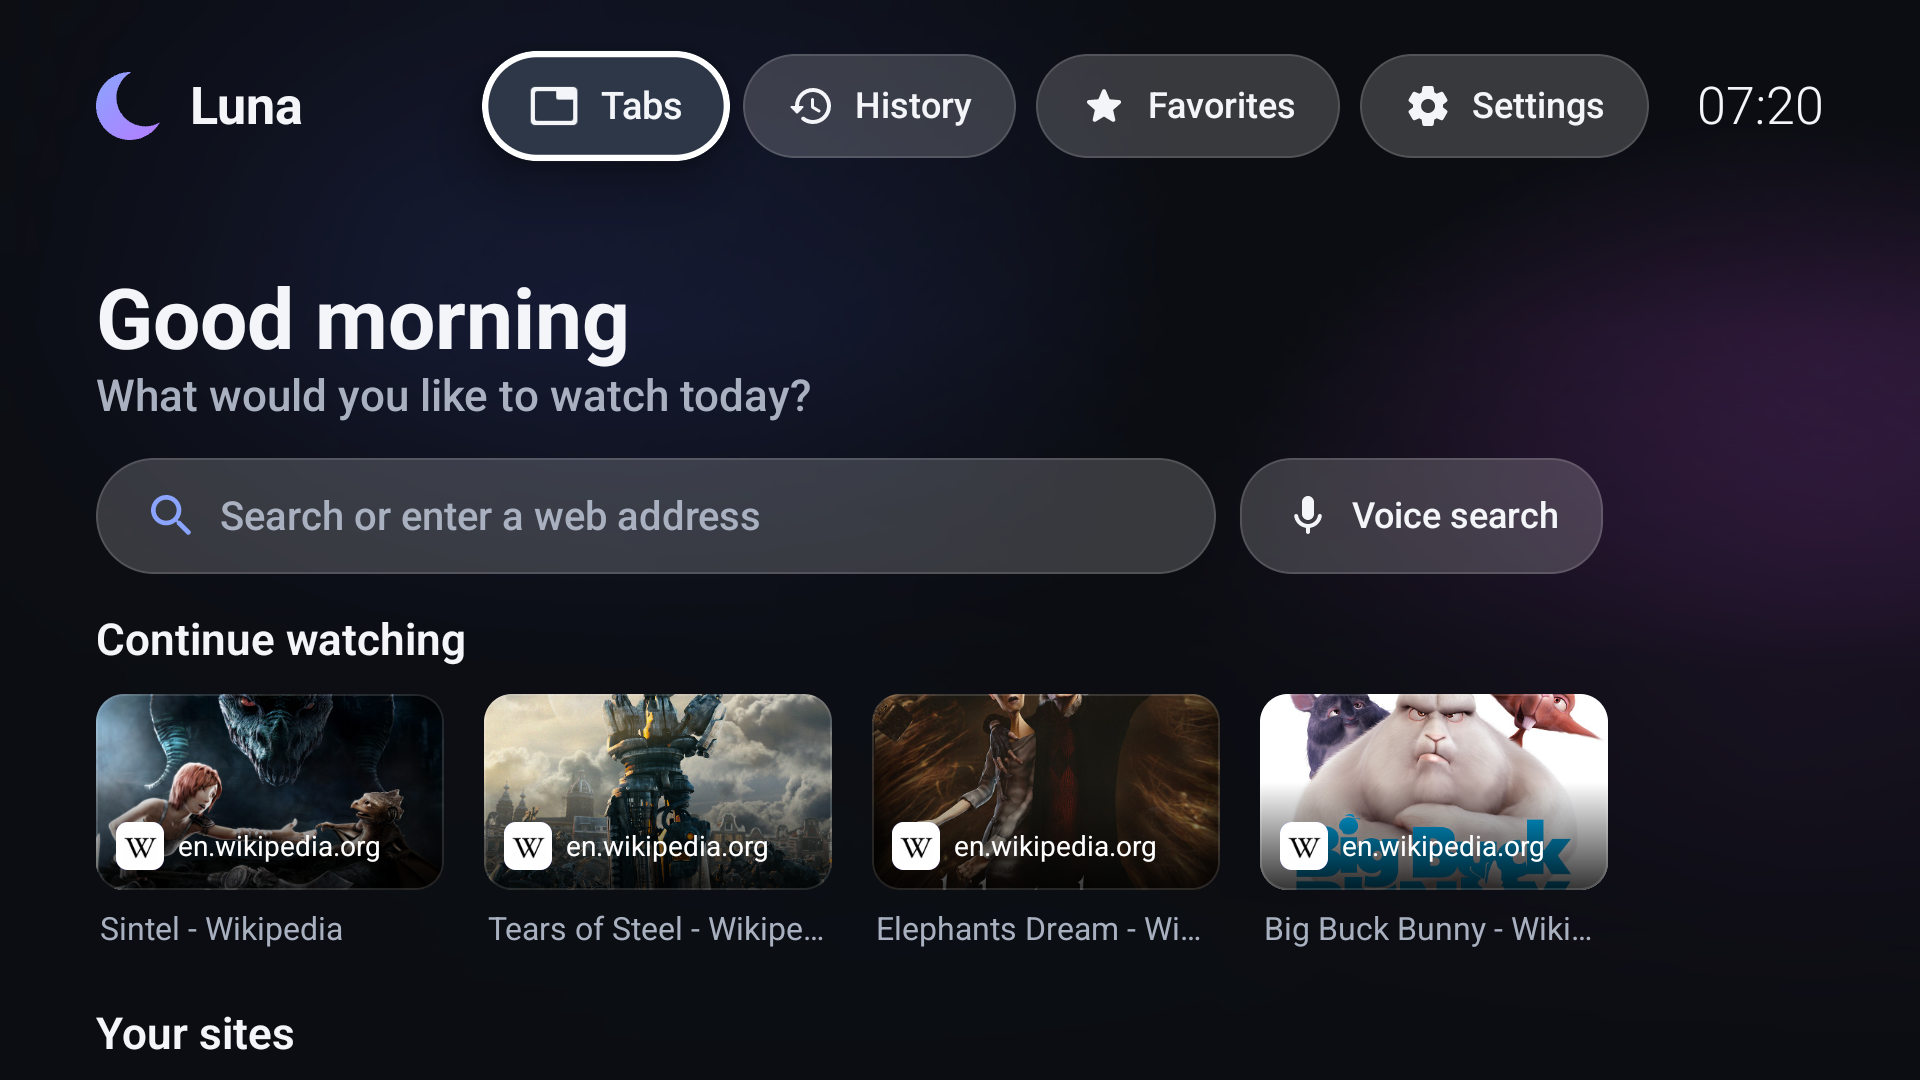 Luna
Tabs
History
Favorites
Settings
07:20
Good morning
What would you like to watch today?
Search or enter a web address
Voice search
Continue watching
W en.wikipedia.org
W en.wikipedia.org
W en.wikipedia.org
W en.wikipedia.org
Big Buck
Sintel - Wikipedia
Tears of Steel - Wikipe...
Elephants Dream - Wi...
Big Buck Bunny - Wiki...
Your sites